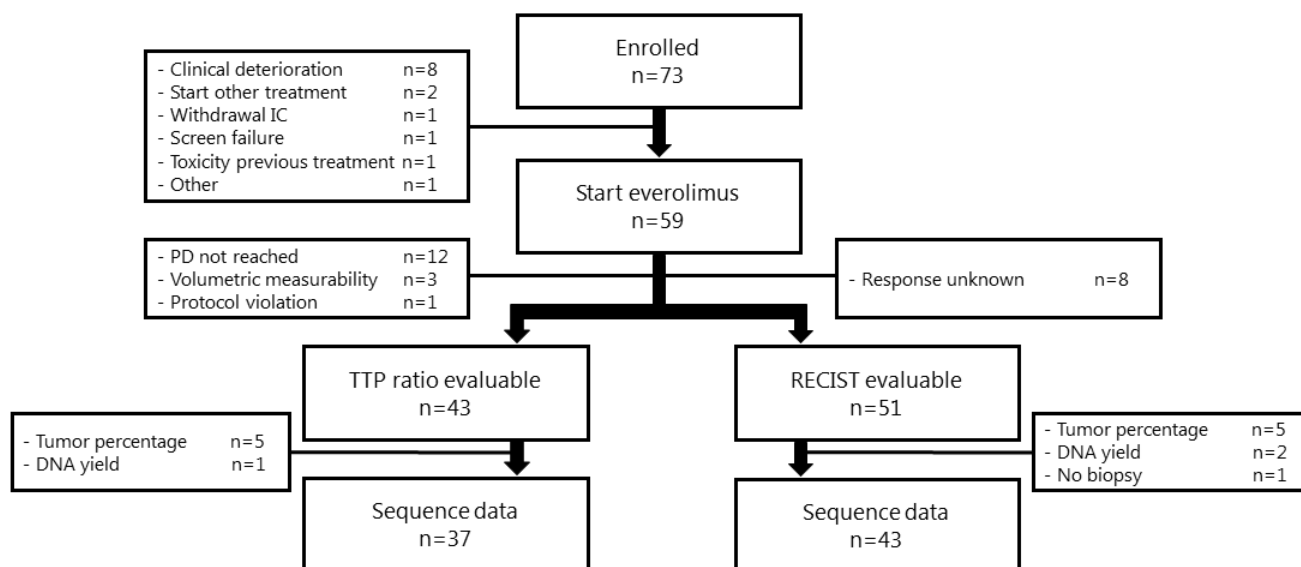 Enrolled
n=73
- Clinical deterioration n=8
- Start other treatment n=2
- Withdrawal IC n=1
- Screen failure n=1
- Toxicity previous treatment n=1
- Other n=1
Start everolimus
n=59
- PD not reached n=12
- Volumetric measurability n=3
- Protocol violation n=1
- Response unknown n=8
TTP ratio evaluable
n=43
RECIST evaluable
n=51
- Tumor percentage n=5
- DNA yield n=1
- Tumor percentage n=5
- DNA yield n=2
- No biopsy n=1
Sequence data
n=37
Sequence data
n=43